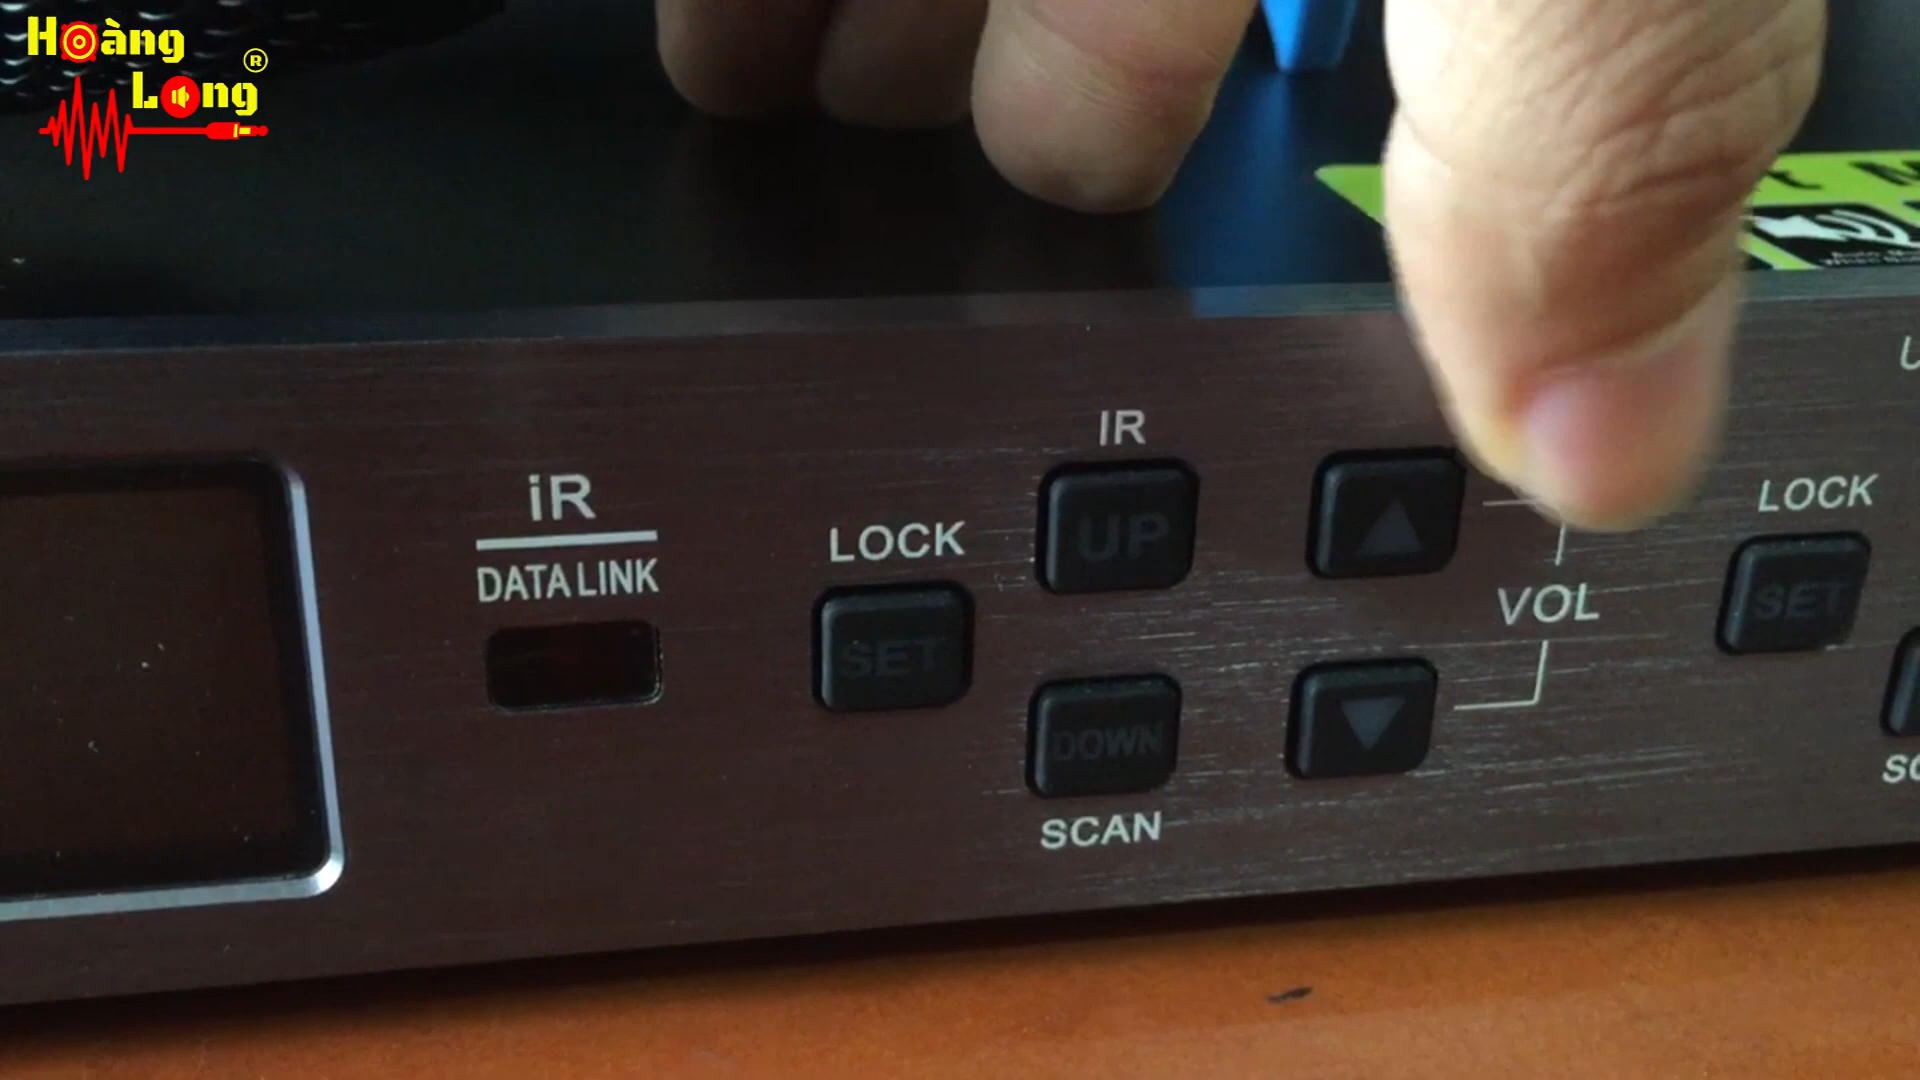 Hoàng
Long®
iR
DATA LINK
LOCK
SET
IR
UP
DOWN
SCAN
▲
VOL
▼
LOCK
SET